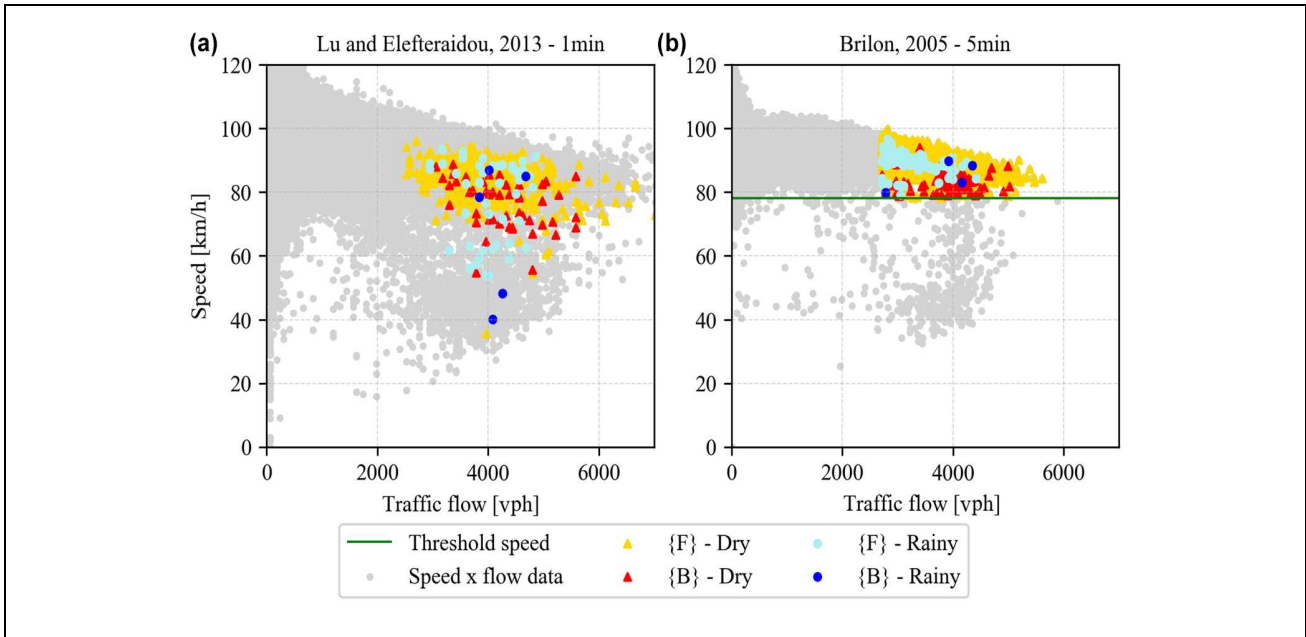 (a) Lu and Elefteraidou, 2013 - 1min
120
100
80
60
40
20
0
0 2000 4000 6000
Speed [km/h]
Traffic flow [vph]
(b) Brilon, 2005 - 5min
120
100
80
60
40
20
0
0 2000 4000 6000
Traffic flow [vph]
Threshold speed {F} - Dry {F} - Rainy
Speed x flow data {B} - Dry {B} - Rainy